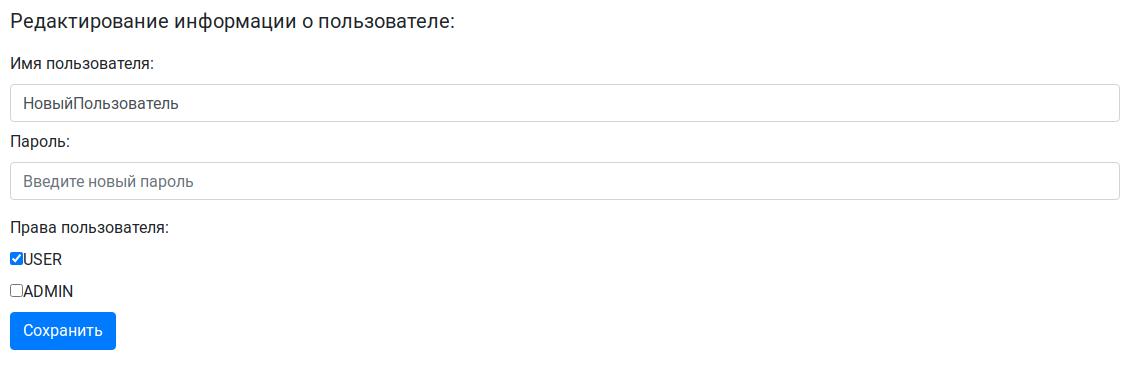 Редактирование информации о пользователе:
Имя пользователя:
НовыйПользователь
Пароль:
Введите новый пароль
Права пользователя:
USER
ADMIN
Сохранить